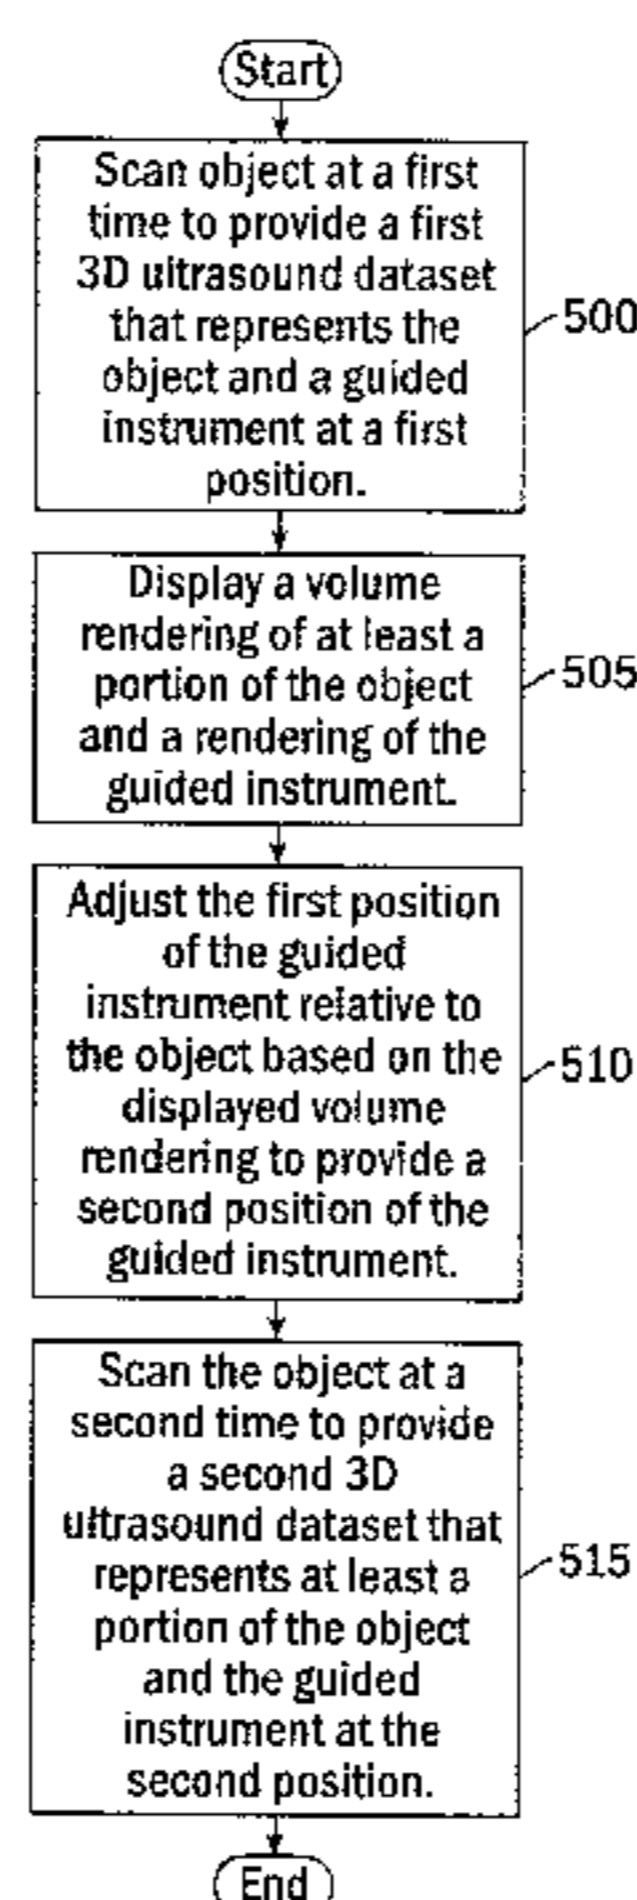 Start
Scan object at a first
time to provide a first
3D ultrasound dataset
that represents the
object and a guided
instrument at a first
position.
500
Display a volume
rendering of at least a
portion of the object
and a rendering of the
guided instrument.
505
Adjust the first position
of the guided
instrument relative to
the object based on the
displayed volume
rendering to provide a
second position of the
guided instrument.
510
Scan the object at a
second time to provide
a second 3D
ultrasound dataset that
represents at least a
portion of the object
and the guided
instrument at the
second position.
515
End